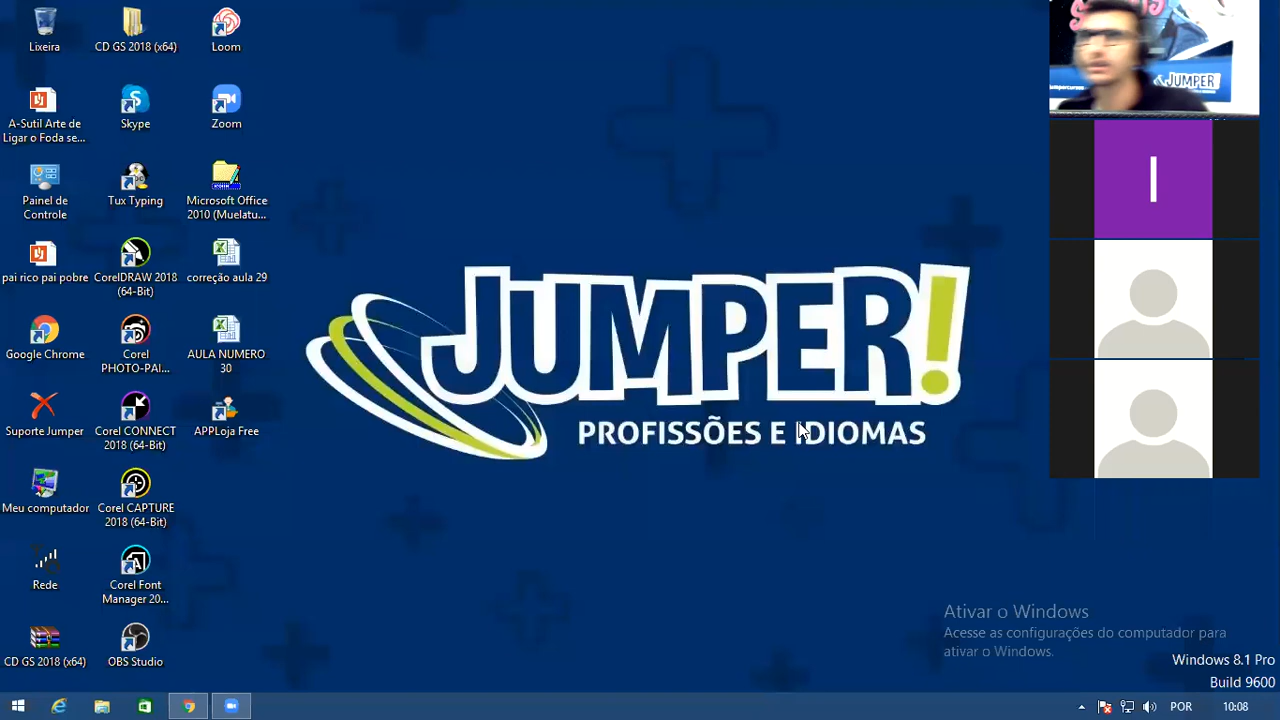 Lixeira
CD GS 2018 (x64)
Loom
A-Sutil Arte de
Ligar o Foda se...
Skype
Zoom
Painel de
Controle
Tux Typing
Microsoft Office
2010 (Muelatu...
pai rico pai pobre
CorelDRAW 2018
(64-Bit)
correção aula 29
Google Chrome
Corel
PHOTO-PAI...
AULA NUMERO
30
Suporte Jumper
Corel CONNECT
2018 (64-Bit)
APPLoja Free
Meu computador
Corel CAPTURE
2018 (64-Bit)
Rede
Corel Font
Manager 20...
CD GS 2018 (x64)
OBS Studio
JUMPER!
PROFISSÕES E IDIOMAS
JUMPER
I
Ativar o Windows
Acesse as configurações do computador para
ativar o Windows.
Windows 8.1 Pro
Build 9600
POR
10:08